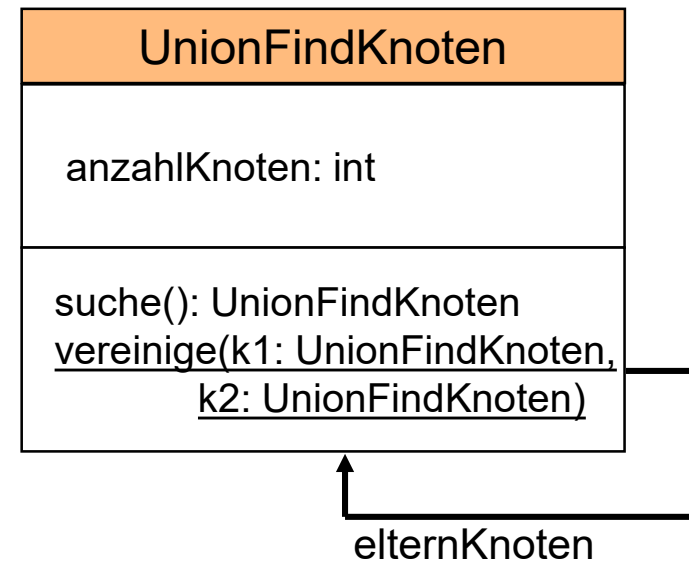 UnionFindKnoten
anzahlKnoten: int
suche(): UnionFindKnoten
vereinige(k1: UnionFindKnoten,
k2: UnionFindKnoten)
elternKnoten